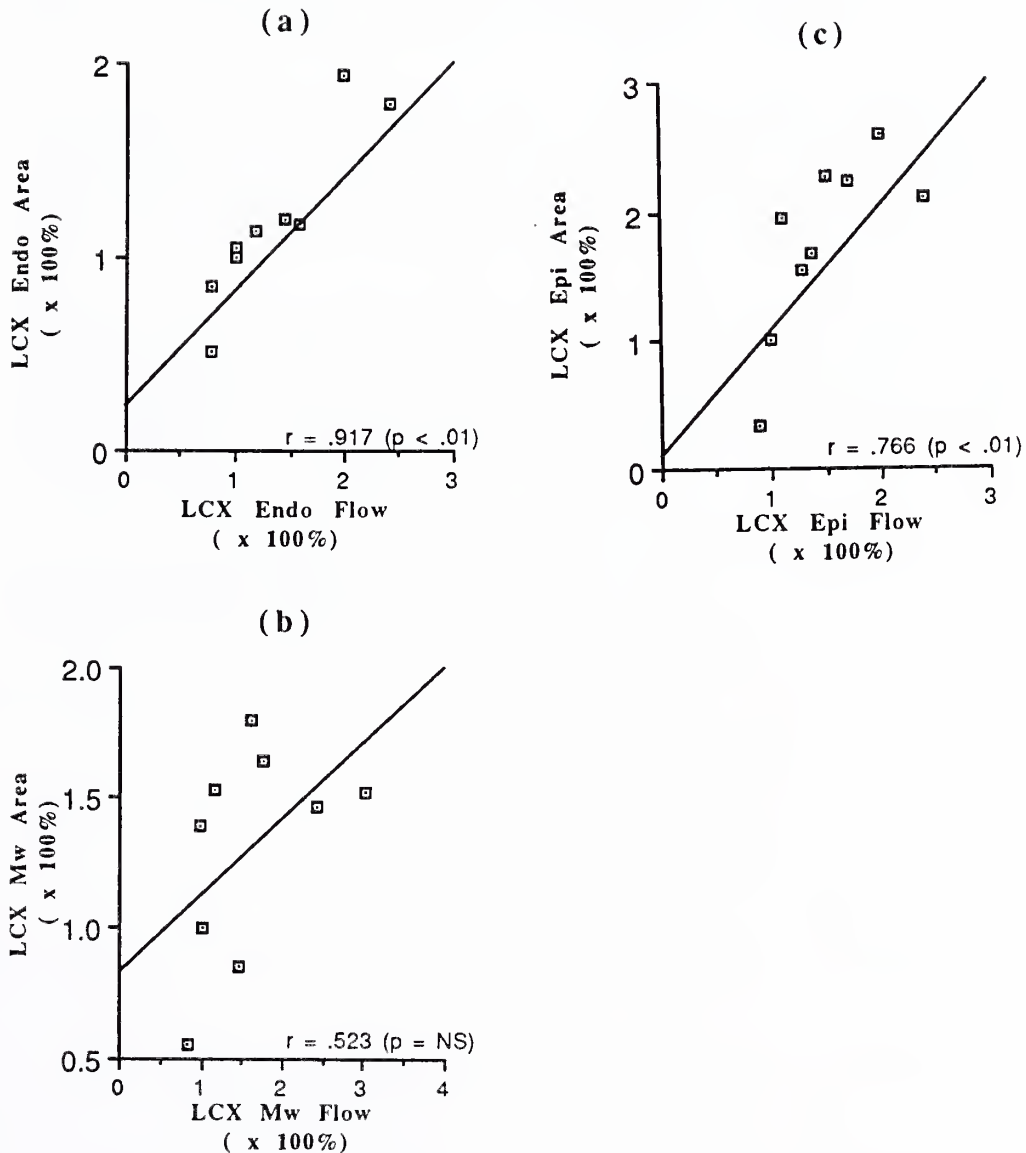 (a)
2
1
0
LCX Endo Area
( x 100%)
r = .917 (p < .01)
0 1 2 3
LCX Endo Flow
( x 100%)
(c)
3
2
1
0
LCX Epi Area
( x 100%)
r = .766 (p < .01)
0 1 2 3
LCX Epi Flow
( x 100%)
(b)
2.0
1.5
1.0
0.5
LCX Mw Area
( x 100%)
r = .523 (p = NS)
0 1 2 3 4
LCX Mw Flow
( x 100%)